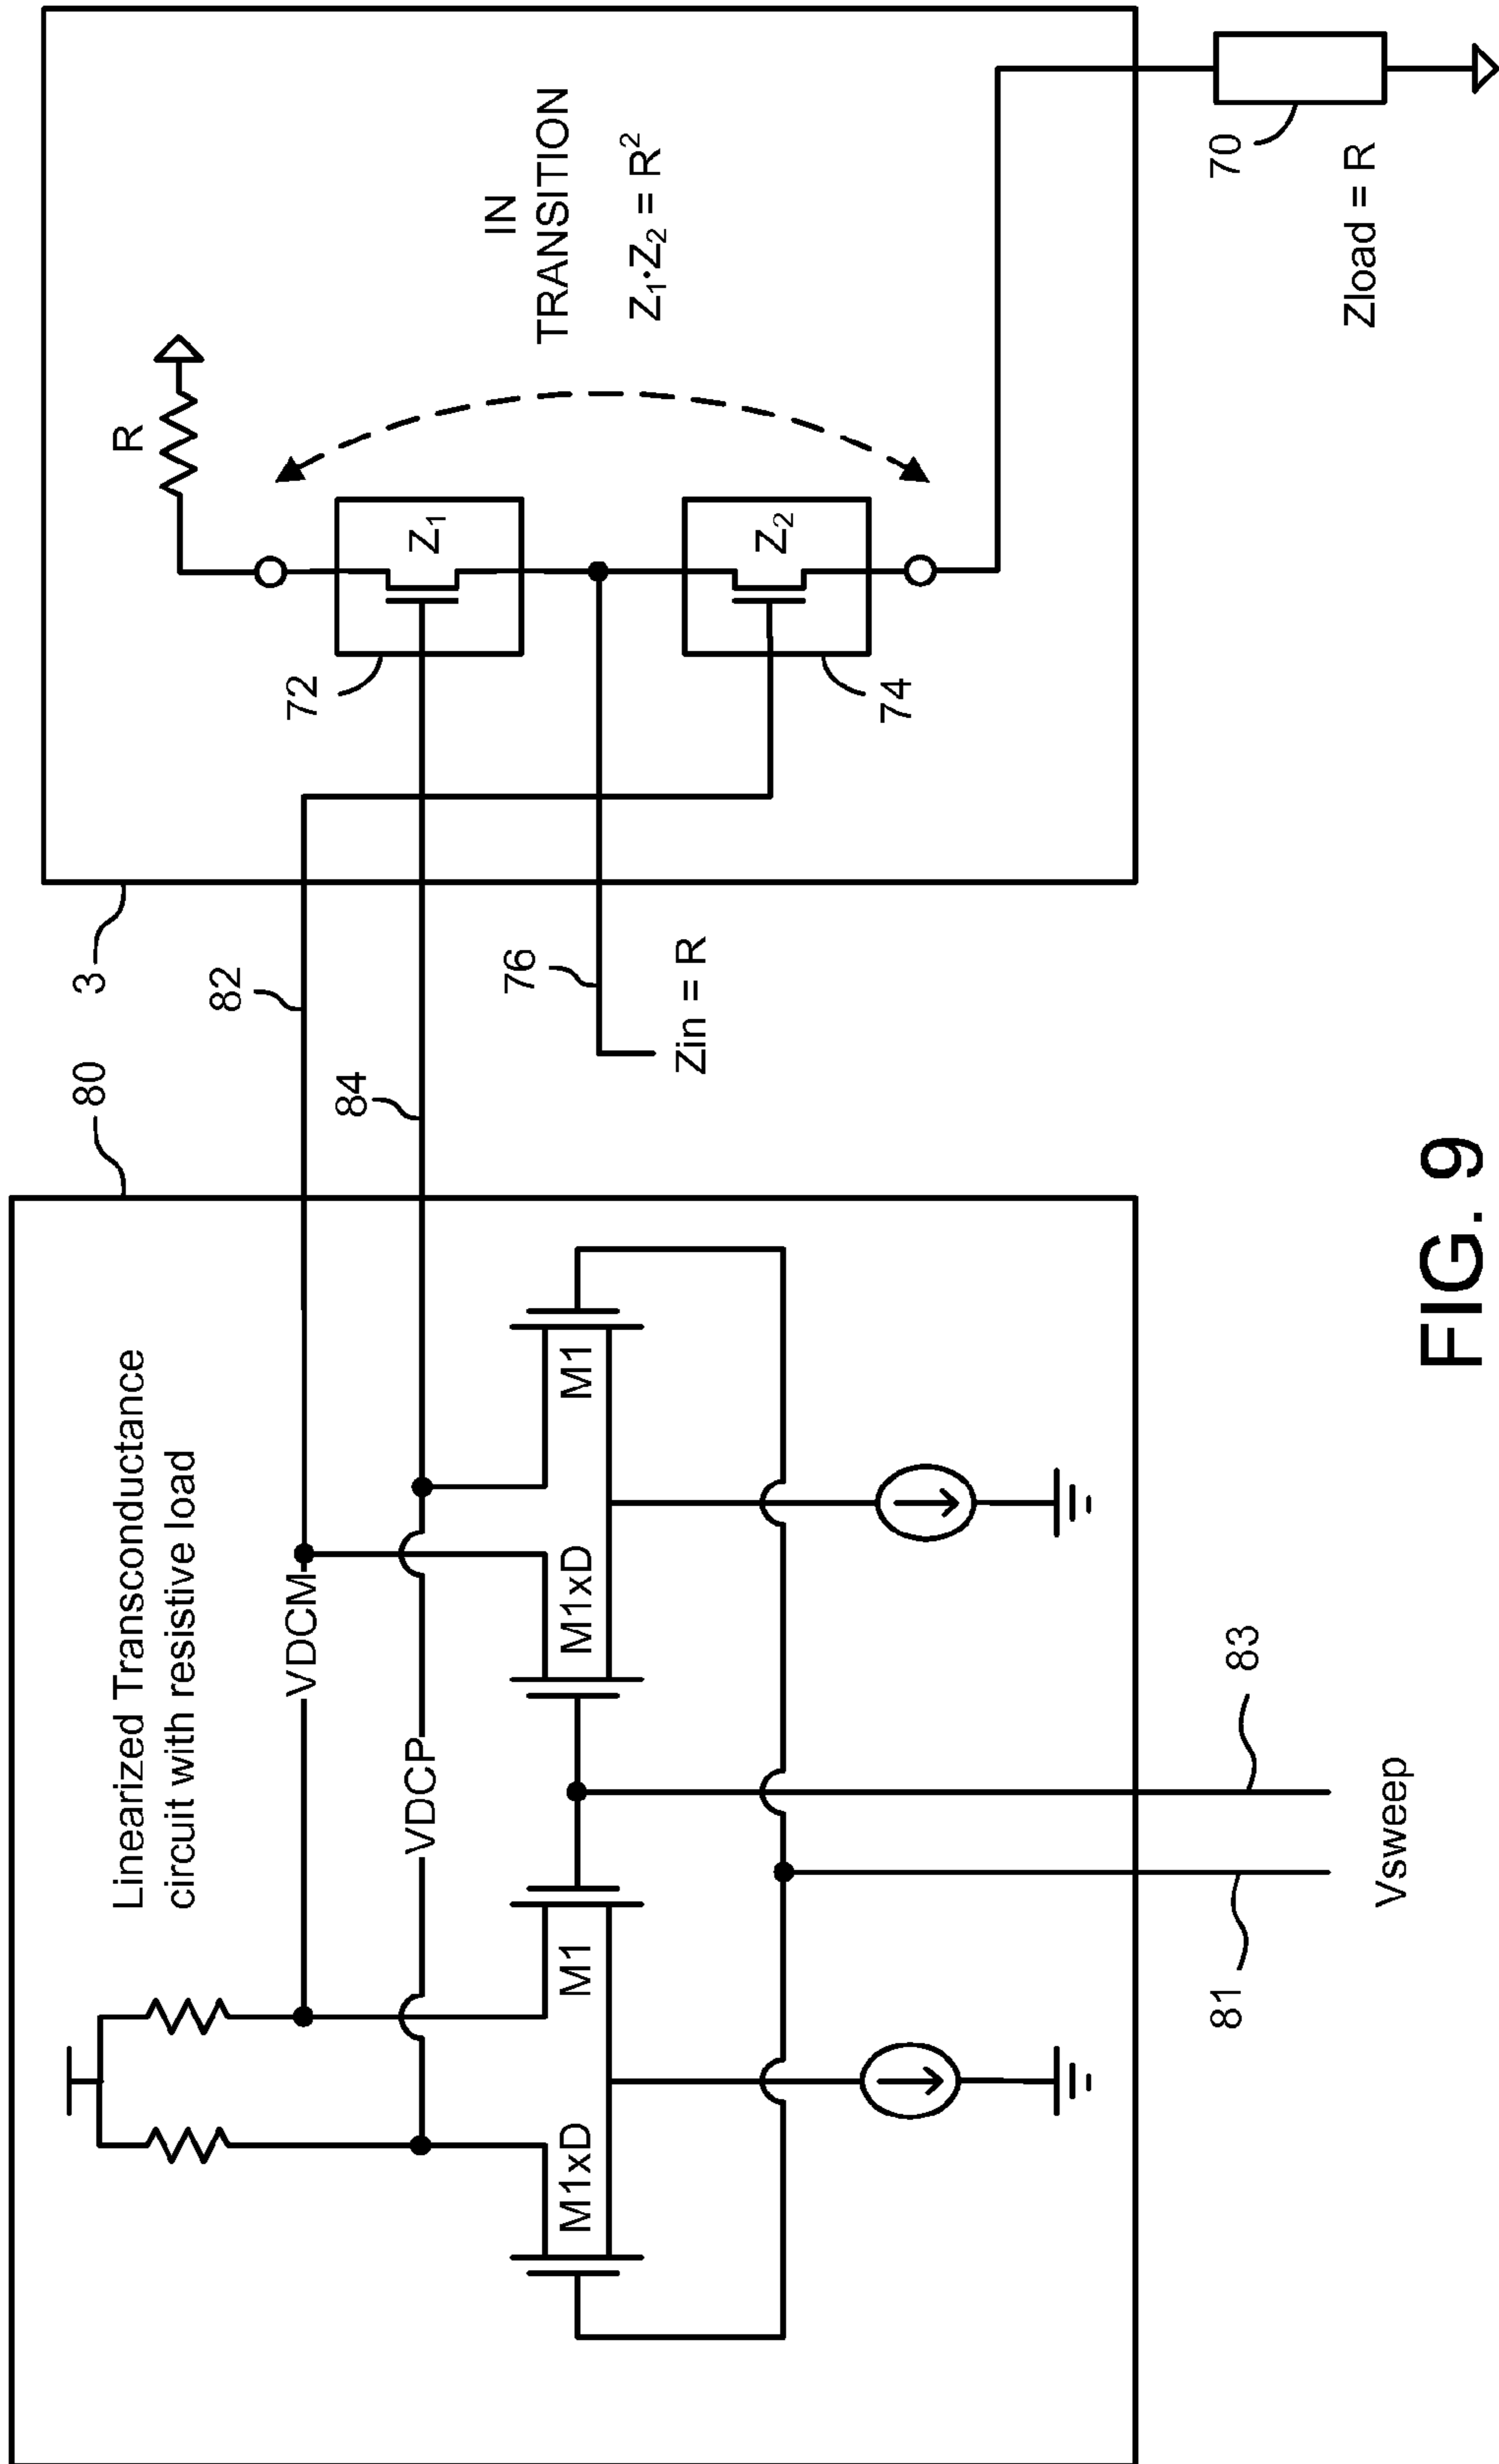 80
Linearized Transconductance
circuit with resistive load
VDCM
VDCP
M1xD
M1
M1xD
M1
81
83
Vsweep
82
84
76
Zin = R
3
R
72
Z1
74
Z2
IN
TRANSITION
Z1·Z2 = R²
70
Zload = R
FIG. 9